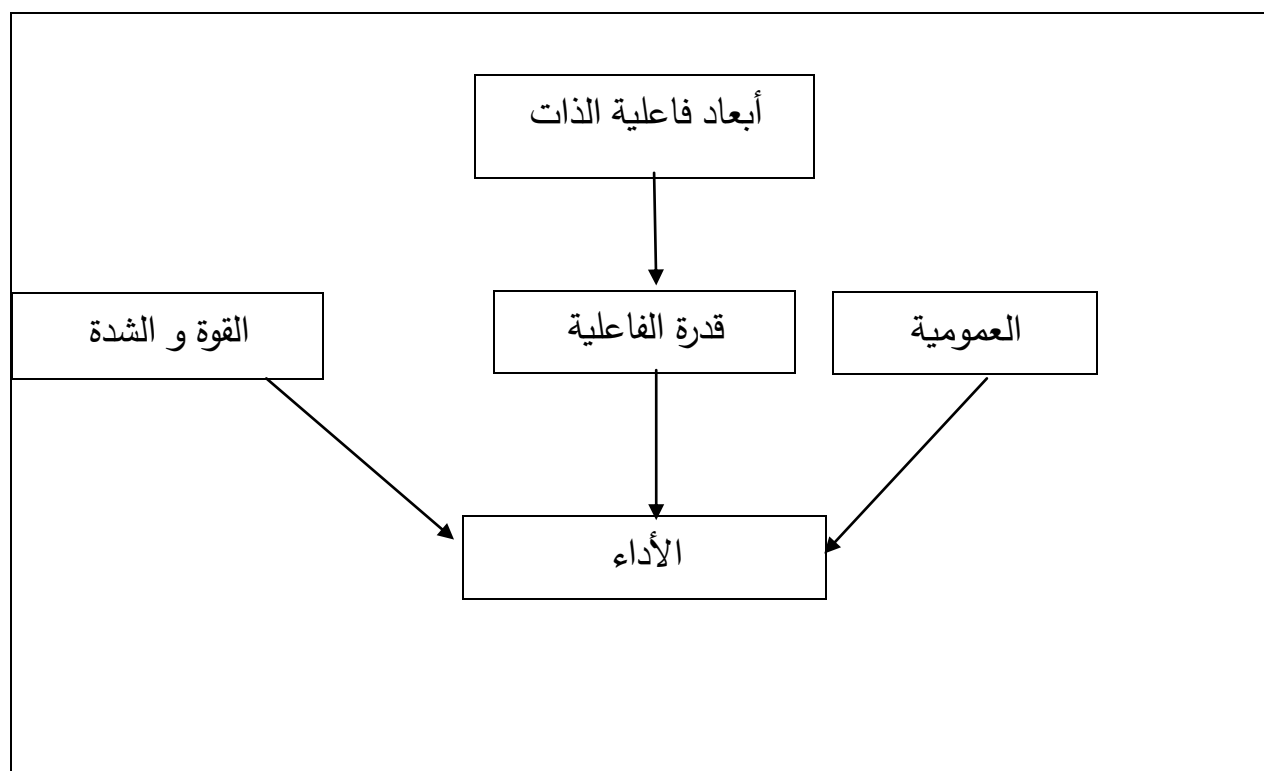 أبعاد فاعلية الذات
العمومية
قدرة الفاعلية
القوة و الشدة
الأداء